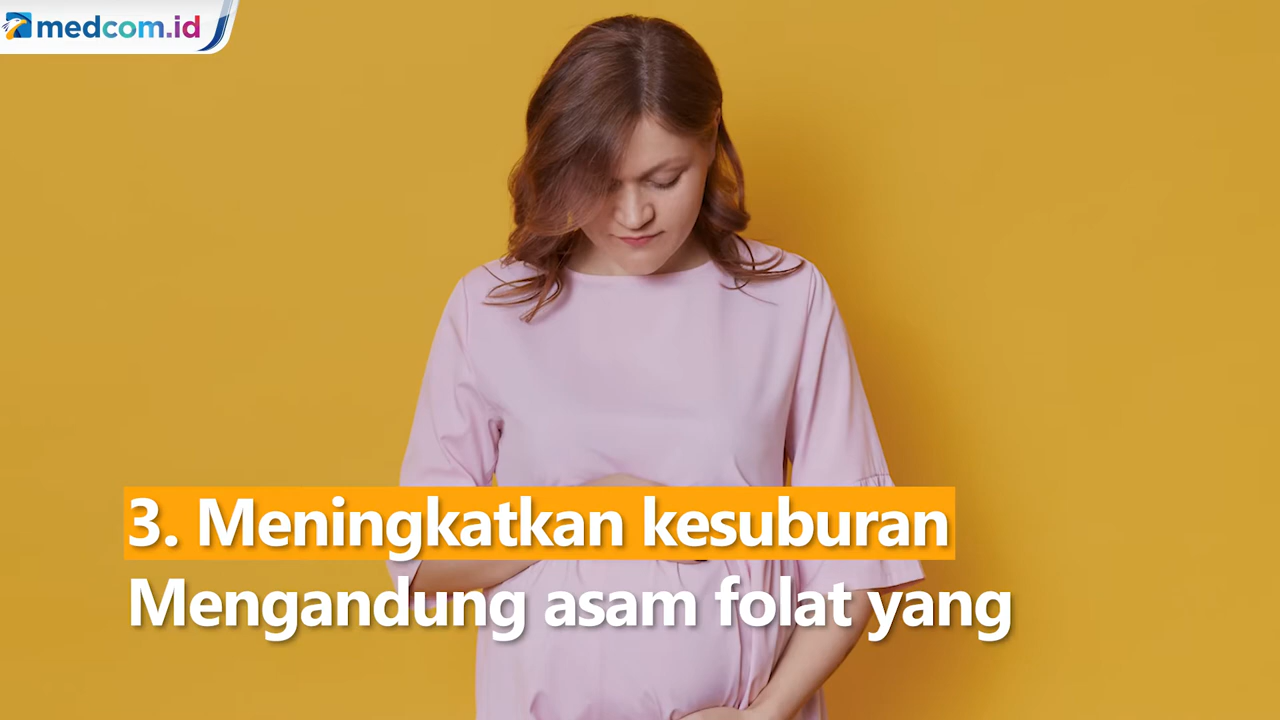 medcom.id
3. Meningkatkan kesuburan
Mengandung asam folat yang